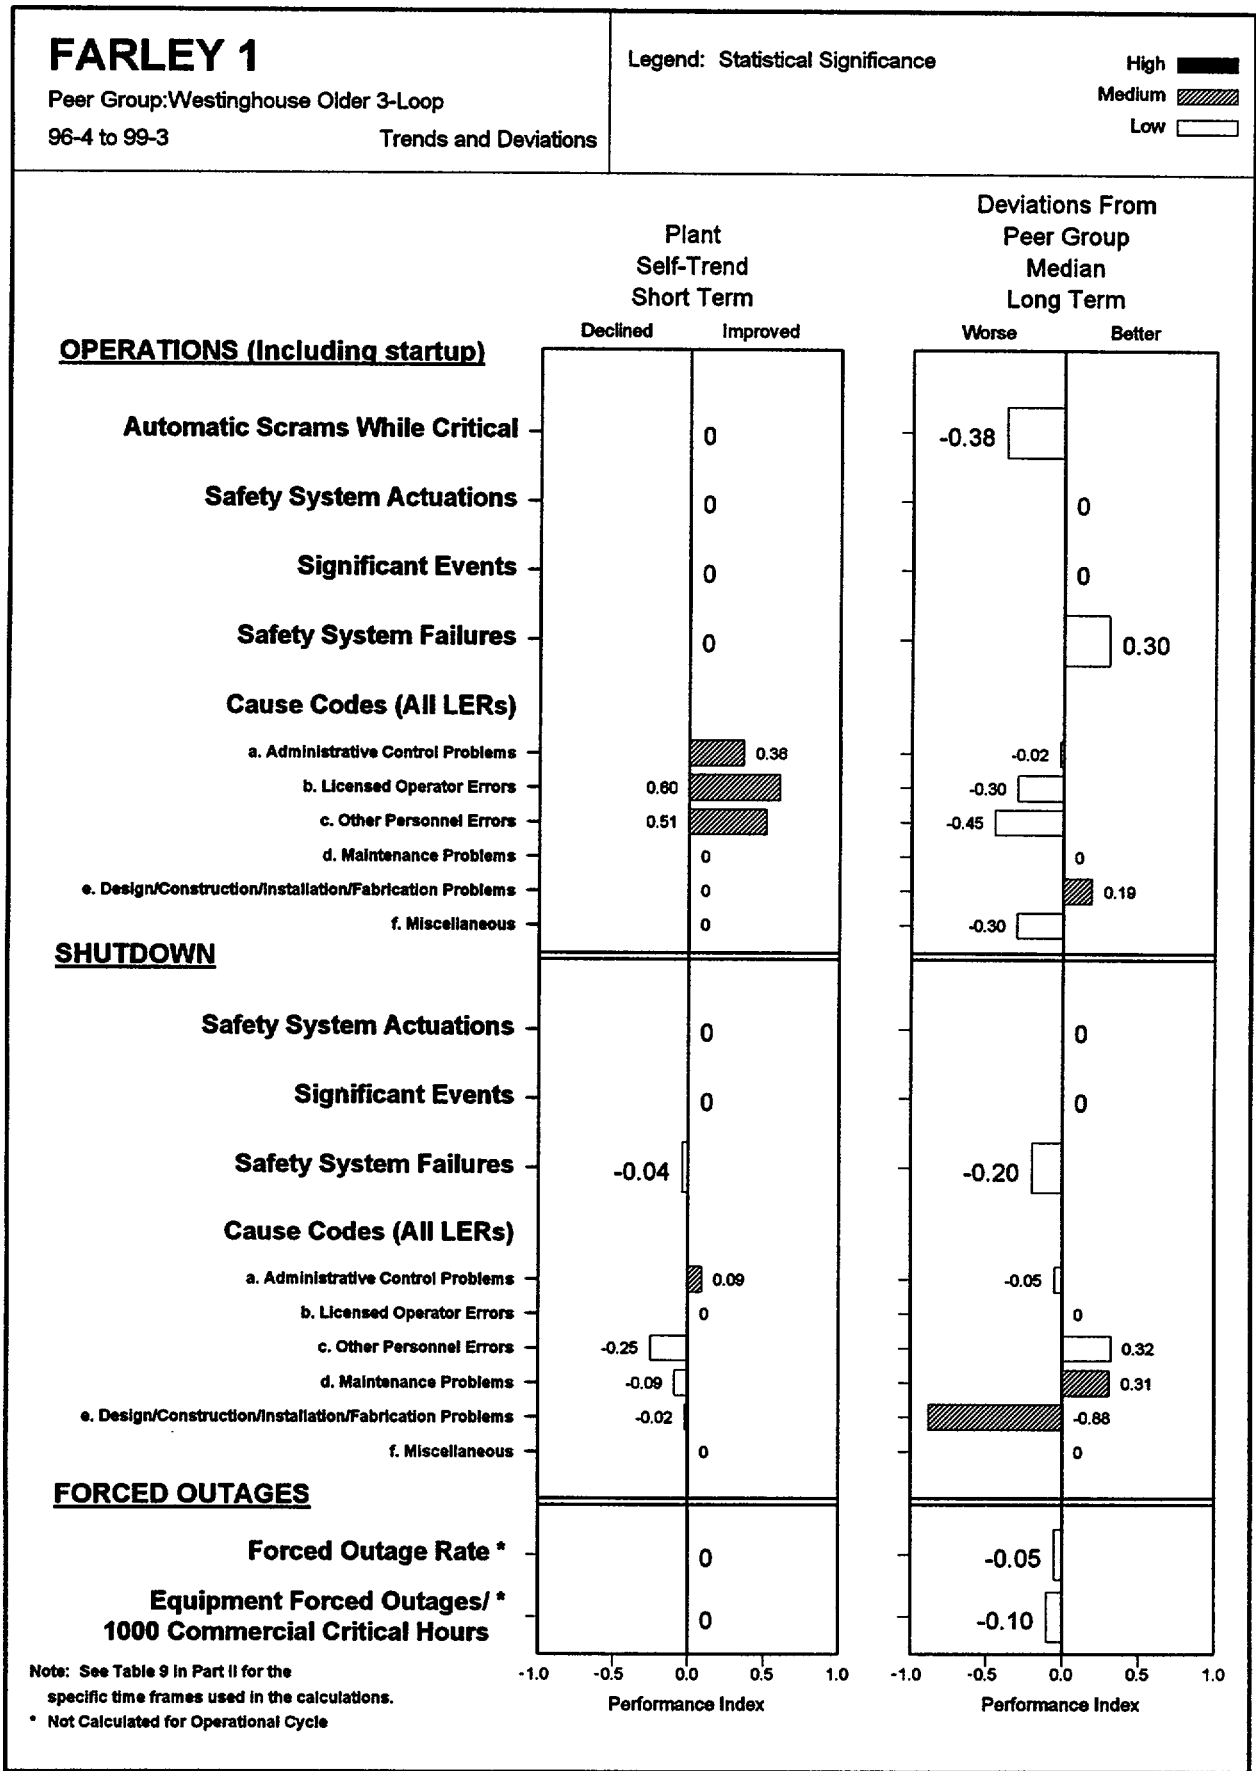 FARLEY 1
Peer Group:Westinghouse Older 3-Loop
96-4 to 99-3 Trends and Deviations
Legend: Statistical Significance
High
Medium
Low
Plant
Self-Trend
Short Term
Declined Improved
Deviations From
Peer Group
Median
Long Term
Worse Better
OPERATIONS (Including startup)
Automatic Scrams While Critical 0 -0.38
Safety System Actuations 0 0
Significant Events 0 0
Safety System Failures 0 0.30
Cause Codes (All LERs)
a. Administrative Control Problems 0.38 -0.02
b. Licensed Operator Errors 0.60 -0.30
c. Other Personnel Errors 0.51 -0.45
d. Maintenance Problems 0 0
e. Design/Construction/Installation/Fabrication Problems 0 0.19
f. Miscellaneous 0 -0.30
SHUTDOWN
Safety System Actuations 0 0
Significant Events 0 0
Safety System Failures -0.04 -0.20
Cause Codes (All LERs)
a. Administrative Control Problems 0.09 -0.05
b. Licensed Operator Errors 0 0
c. Other Personnel Errors -0.25 0.32
d. Maintenance Problems -0.09 0.31
e. Design/Construction/Installation/Fabrication Problems -0.02 -0.88
f. Miscellaneous 0 0
FORCED OUTAGES
Forced Outage Rate * 0 -0.05
Equipment Forced Outages/ *
1000 Commercial Critical Hours 0 -0.10
-1.0 -0.5 0.0 0.5 1.0
Performance Index
-1.0 -0.5 0.0 0.5 1.0
Performance Index
Note: See Table 9 in Part II for the
specific time frames used in the calculations.
* Not Calculated for Operational Cycle